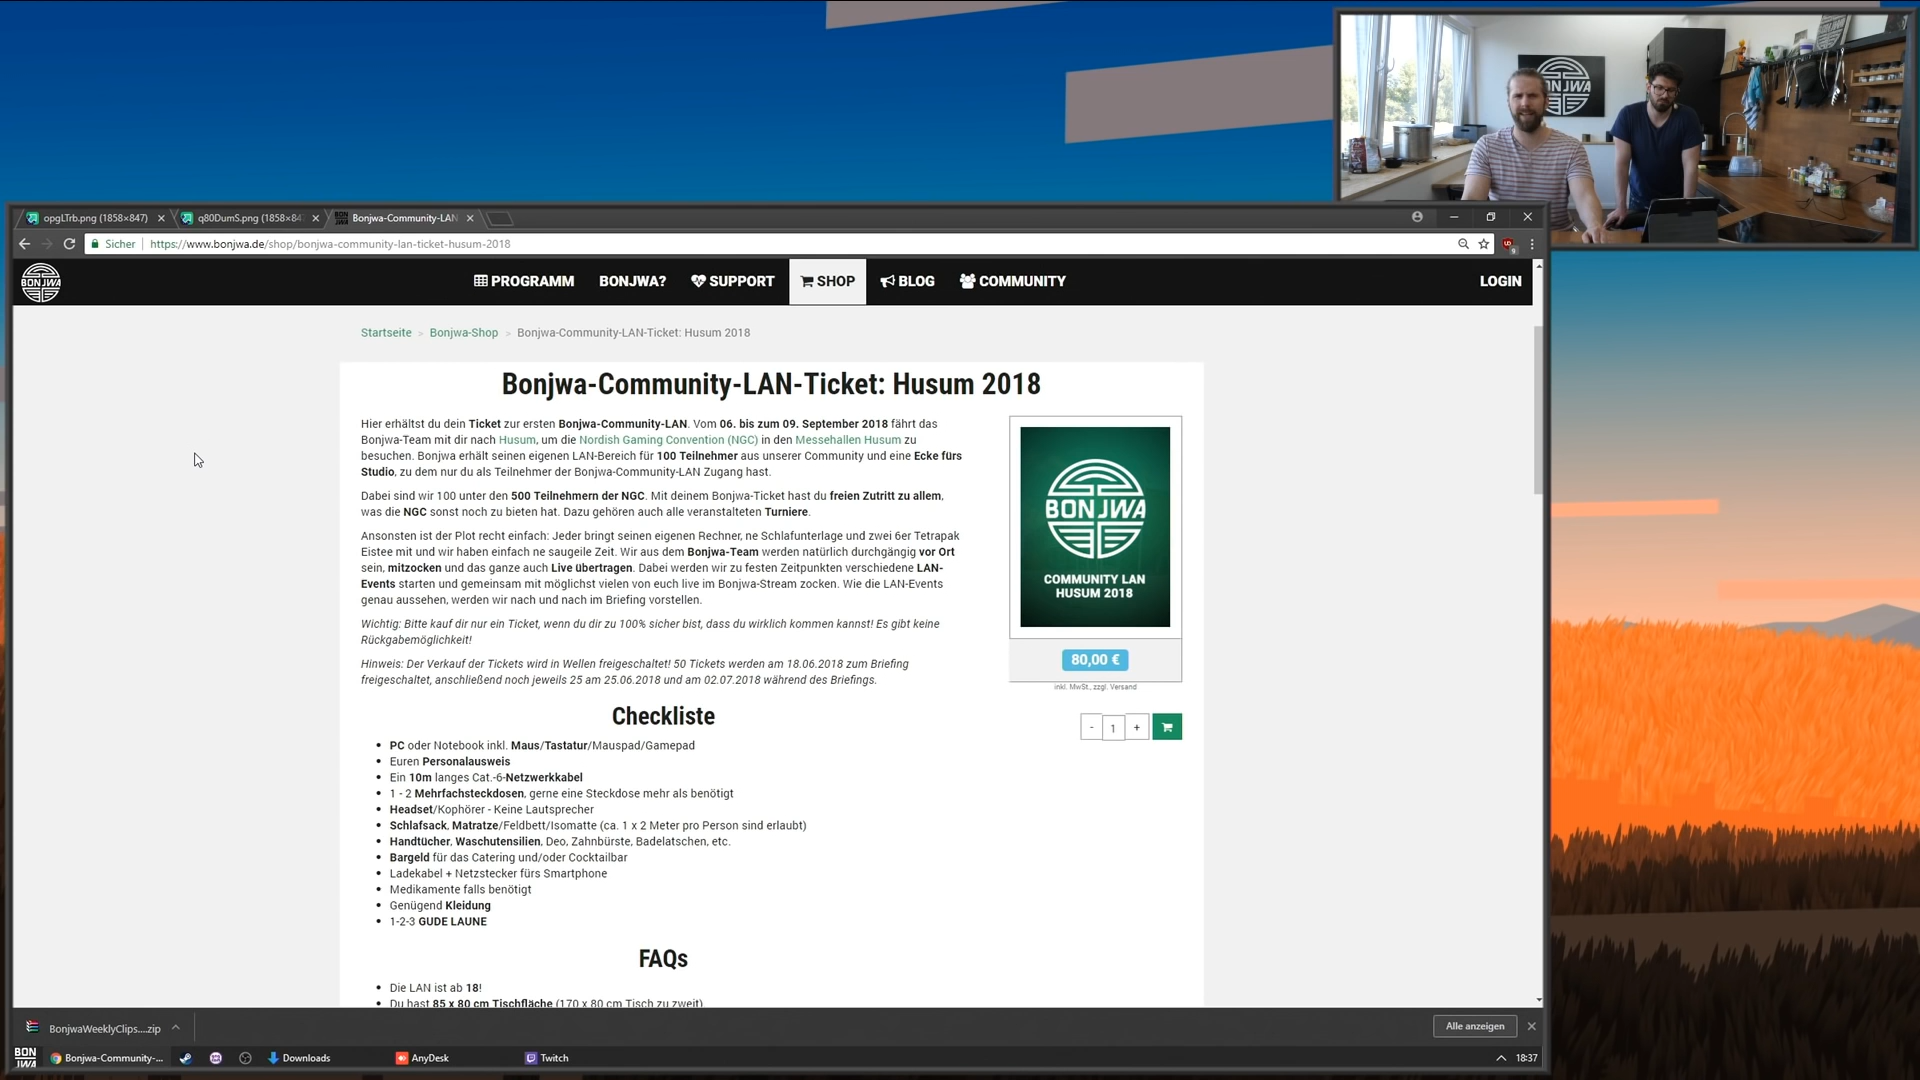 BONJWA
opgLTrb.png (1858×847)
q80DumS.png (1858×84
Bonjwa-Community-LAN
Sicher
https://www.bonjwa.de/shop/bonjwa-community-lan-ticket-husum-2018
BONJWA
PROGRAMM
BONJWA?
SUPPORT
SHOP
BLOG
COMMUNITY
LOGIN
Startseite > Bonjwa-Shop > Bonjwa-Community-LAN-Ticket: Husum 2018
Bonjwa-Community-LAN-Ticket: Husum 2018
Hier erhältst du dein Ticket zur ersten Bonjwa-Community-LAN. Vom 06. bis zum 09. September 2018 fährt das
Bonjwa-Team mit dir nach Husum, um die Nordish Gaming Convention (NGC) in den Messehallen Husum zu
besuchen. Bonjwa erhält seinen eigenen LAN-Bereich für 100 Teilnehmer aus unserer Community und eine Ecke fürs
Studio, zu dem nur du als Teilnehmer der Bonjwa-Community-LAN Zugang hast.
Dabei sind wir 100 unter den 500 Teilnehmern der NGC. Mit deinem Bonjwa-Ticket hast du freien Zutritt zu allem,
was die NGC sonst noch zu bieten hat. Dazu gehören auch alle veranstalteten Turniere.
Ansonsten ist der Plot recht einfach: Jeder bringt seinen eigenen Rechner, ne Schlafunterlage und zwei 6er Tetrapak
Eistee mit und wir haben einfach ne saugeile Zeit. Wir aus dem Bonjwa-Team werden natürlich durchgängig vor Ort
sein, mitzocken und das ganze auch Live übertragen. Dabei werden wir zu festen Zeitpunkten verschiedene LAN-
Events starten und gemeinsam mit möglichst vielen von euch live im Bonjwa-Stream zocken. Wie die LAN-Events
genau aussehen, werden wir nach und nach im Briefing vorstellen.
Wichtig: Bitte kauf dir nur ein Ticket, wenn du dir zu 100% sicher bist, dass du wirklich kommen kannst! Es gibt keine
Rückgabemöglichkeit!
Hinweis: Der Verkauf der Tickets wird in Wellen freigeschaltet! 50 Tickets werden am 18.06.2018 zum Briefing
freigeschaltet, anschließend noch jeweils 25 am 25.06.2018 und am 02.07.2018 während des Briefings.
BONJWA
COMMUNITY LAN
HUSUM 2018
80,00 €
inkl. MwSt., zzgl. Versand
- 1 +
Checkliste
PC oder Notebook inkl. Maus/Tastatur/Mauspad/Gamepad
Euren Personalausweis
Ein 10m langes Cat.-6-Netzwerkkabel
1 - 2 Mehrfachsteckdosen, gerne eine Steckdose mehr als benötigt
Headset/Kophörer - Keine Lautsprecher
Schlafsack, Matratze/Feldbett/Isomatte (ca. 1 x 2 Meter pro Person sind erlaubt)
Handtücher, Waschutensilien, Deo, Zahnbürste, Badelatschen, etc.
Bargeld für das Catering und/oder Cocktailbar
Ladekabel + Netzstecker fürs Smartphone
Medikamente falls benötigt
Genügend Kleidung
1-2-3 GUDE LAUNE
FAQs
Die LAN ist ab 18!
Du hast 85 x 80 cm Tischfläche (170 x 80 cm Tisch zu zweit)
BonjwaWeeklyClips....zip
Alle anzeigen
BONJWA
Bonjwa-Community-...
Downloads
AnyDesk
Twitch
18:37